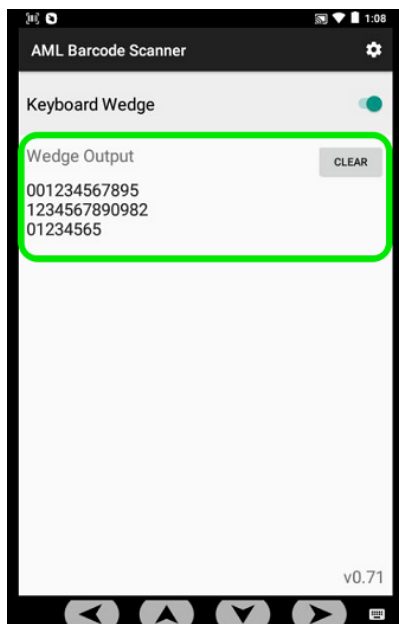 1:08
AML Barcode Scanner
Keyboard Wedge
Wedge Output
CLEAR
001234567895
1234567890982
01234565
v0.71